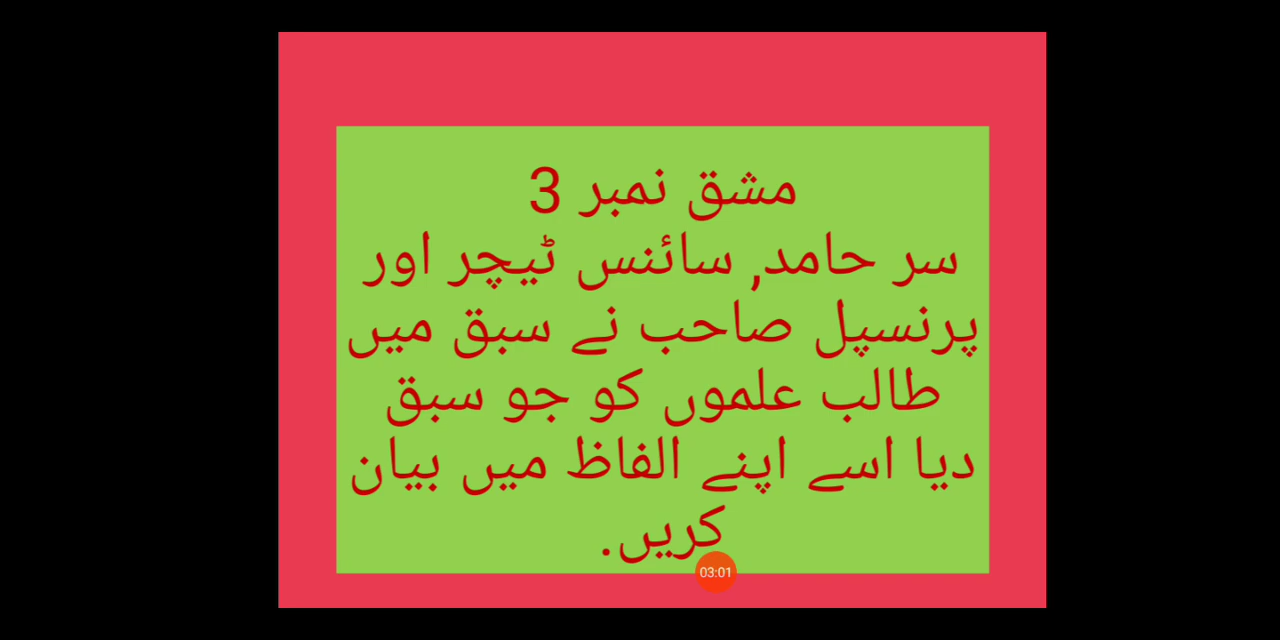 مشق نمبر 3
سر حامد, سائنس ٹیچر اور
پرنسپل صاحب نے سبق میں
طالب علموں کو جو سبق
دیا اسے اپنے الفاظ میں بیان
کریں.
03:01